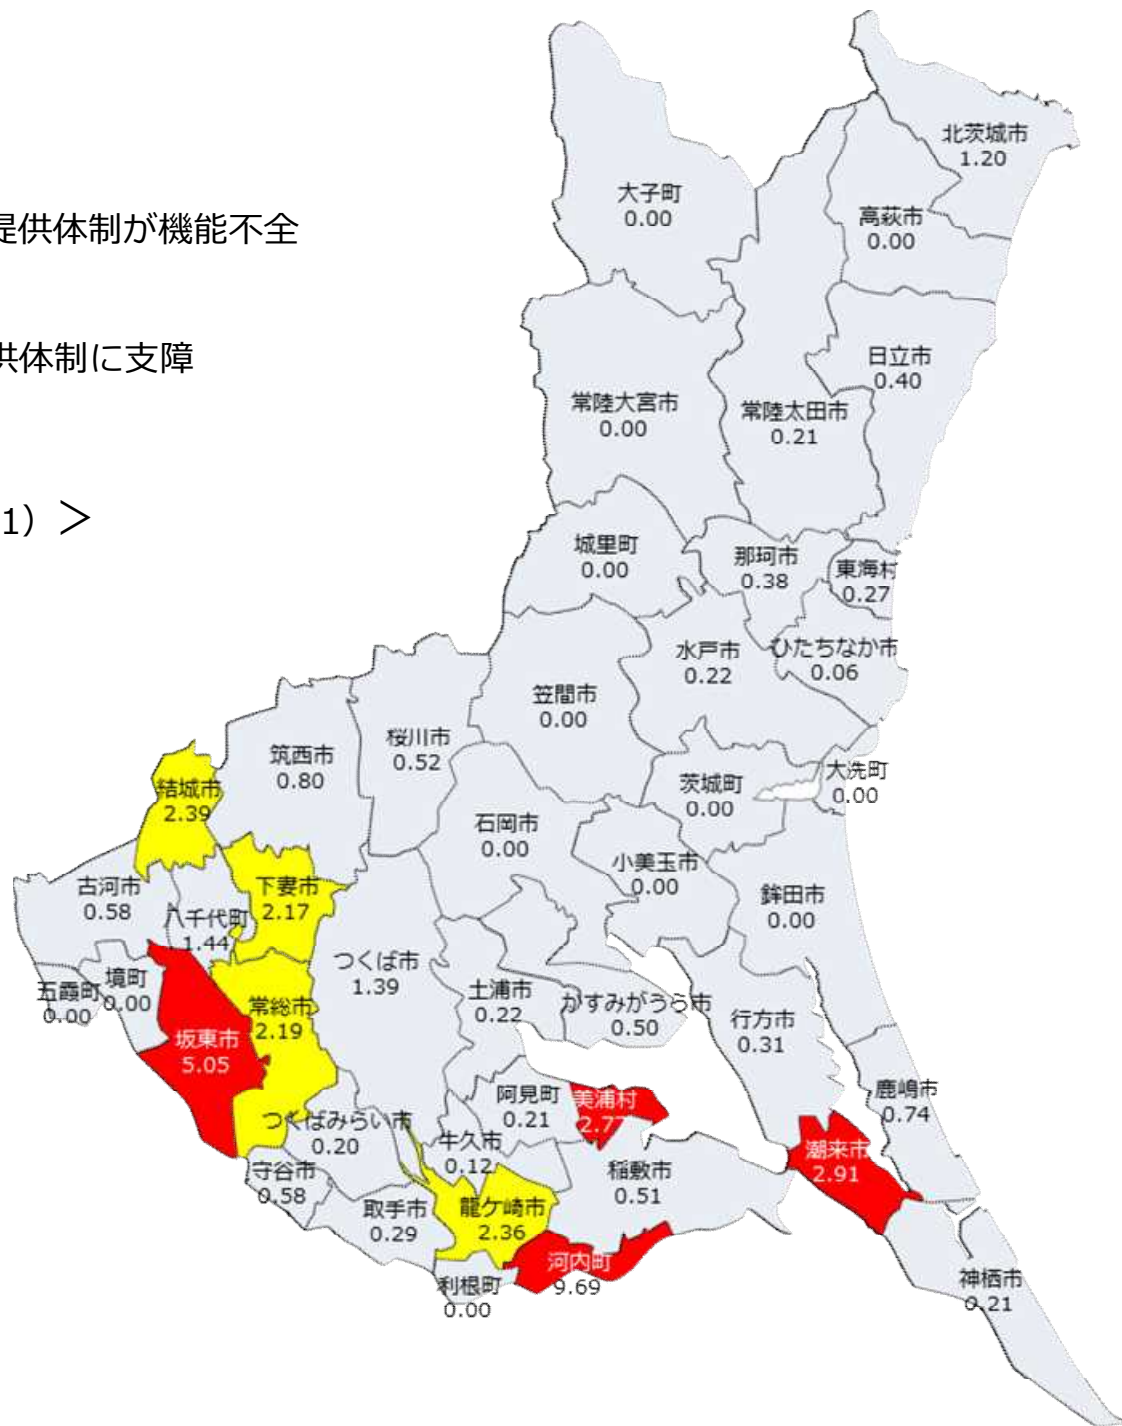 提供体制が機能不全
供体制に支障
1）＞
北茨城市
1.20
大子町
0.00
高萩市
0.00
日立市
0.40
常陸大宮市
0.00
常陸太田市
0.21
城里町
0.00
那珂市
0.38
東海村
0.27
水戸市
0.22
ひたちなか市
0.06
笠間市
0.00
桜川市
0.52
筑西市
0.80
結城市
2.39
茨城町
0.00
大洗町
0.00
石岡市
0.00
小美玉市
0.00
鉾田市
0.00
古河市
0.58
八千代町
1.44
下妻市
2.17
五霞町
0.00
境町
0.00
坂東市
5.05
常総市
2.19
つくば市
1.39
土浦市
0.22
かすみがうら市
0.50
行方市
0.31
鹿嶋市
0.74
阿見町
0.21
美浦村
2.77
つくばみらい市
0.20
牛久市
0.12
潮来市
2.91
守谷市
0.58
取手市
0.29
龍ケ崎市
2.36
稲敷市
0.51
利根町
0.00
河内町
9.69
神栖市
0.21